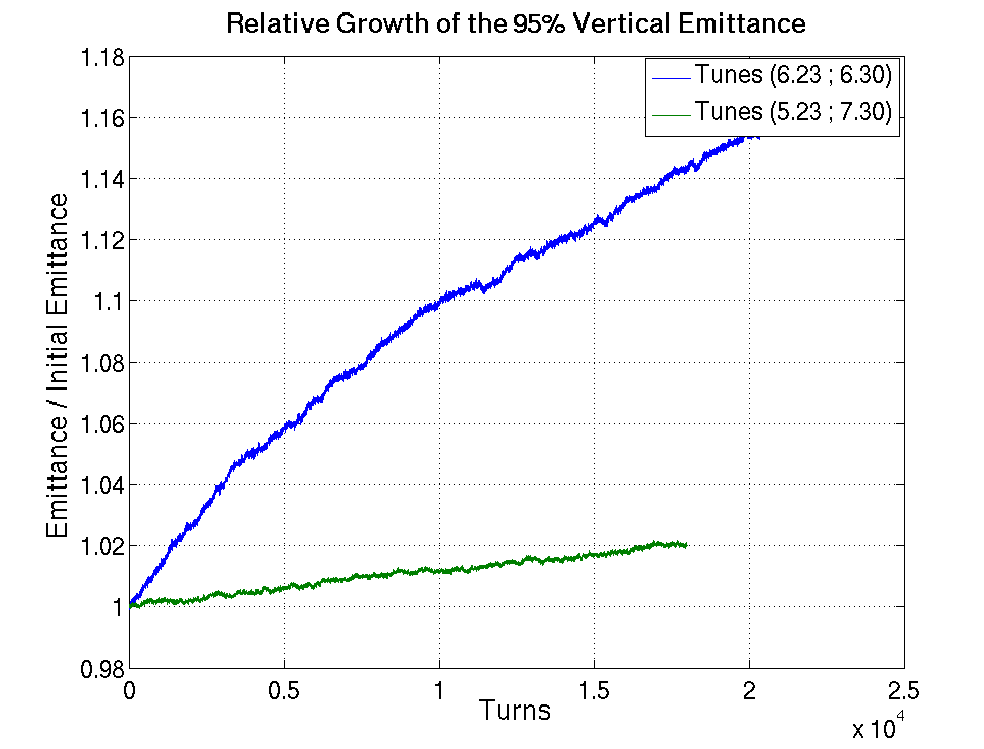 Relative Growth of the 95% Vertical Emittance
Tunes (6.23 ; 6.30)
Tunes (5.23 ; 7.30)
Emittance / Initial Emittance
1.18
1.16
1.14
1.12
1.1
1.08
1.06
1.04
1.02
1
0.98
0 0.5 1 1.5 2 2.5
Turns
x 10⁴